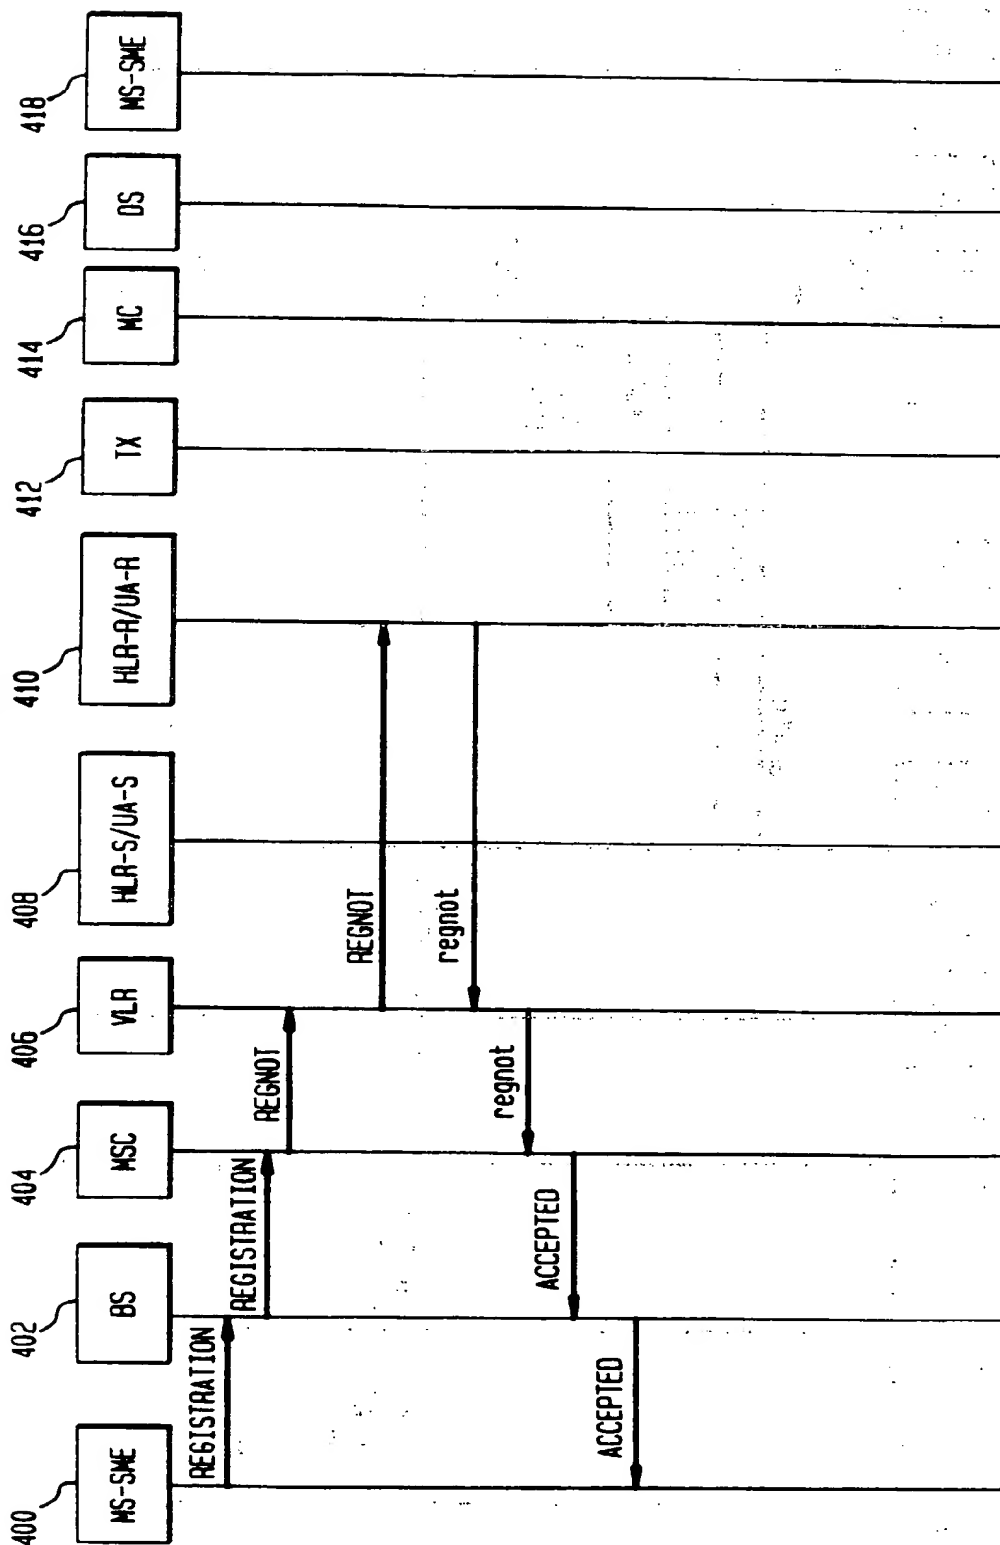 400
402
404
406
408
410
412
414
416
418
MS-SME
BS
MSC
VLR
HLR-S/UA-S
HLR-R/UA-R
TX
MC
DS
MS-SME
REGISTRATION
REGISTRATION
REGNOT
REGNOT
regnot
regnot
ACCEPTED
ACCEPTED